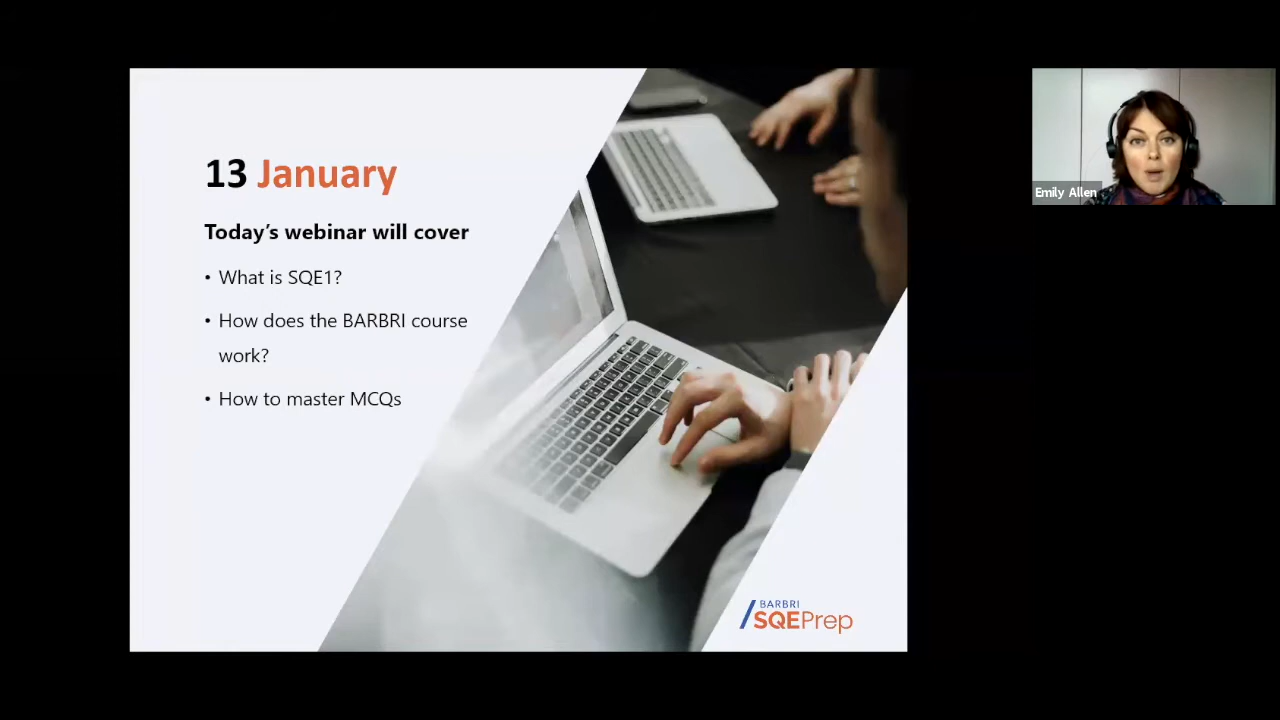 13 January
Today's webinar will cover
• What is SQE1?
• How does the BARBRI course
work?
• How to master MCQs
Emily Allen
BARBRI
SQEPrep